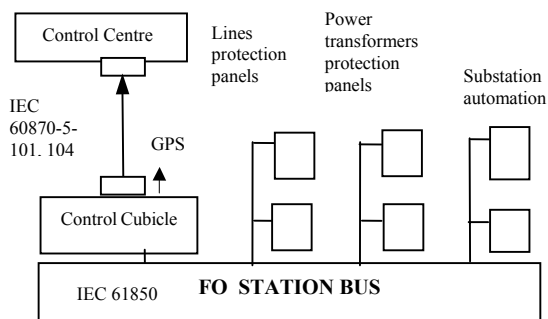 Control Centre
Lines
protection
panels
Power
transformers
protection
panels
Substation
automation
IEC
60870-5-
101. 104
GPS
Control Cubicle
IEC 61850
FO STATION BUS